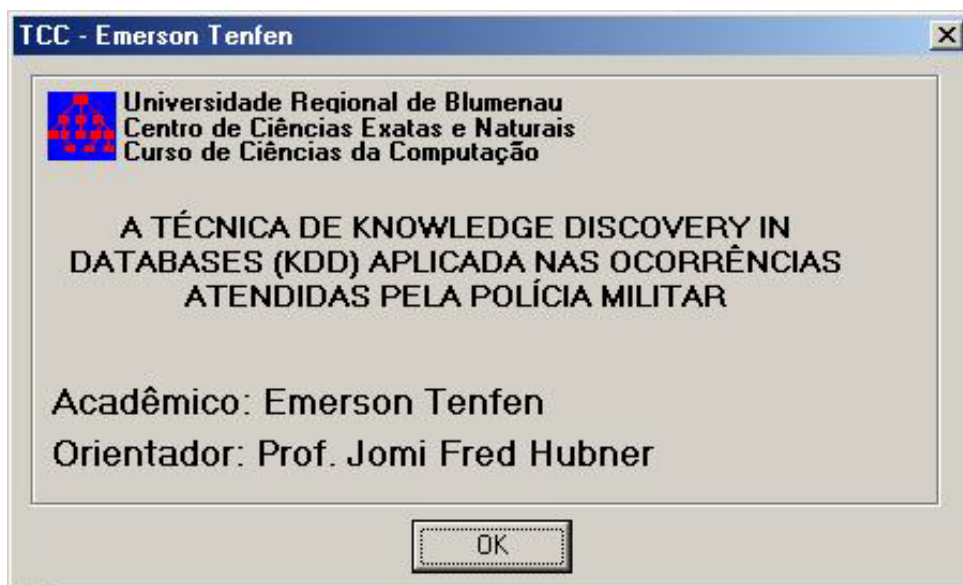 TCC - Emerson Tenfen
Universidade Regional de Blumenau
Centro de Ciências Exatas e Naturais
Curso de Ciências da Computação
A TÉCNICA DE KNOWLEDGE DISCOVERY IN
DATABASES (KDD) APLICADA NAS OCORRÊNCIAS
ATENDIDAS PELA POLÍCIA MILITAR
Acadêmico: Emerson Tenfen
Orientador: Prof. Jomi Fred Hubner
OK